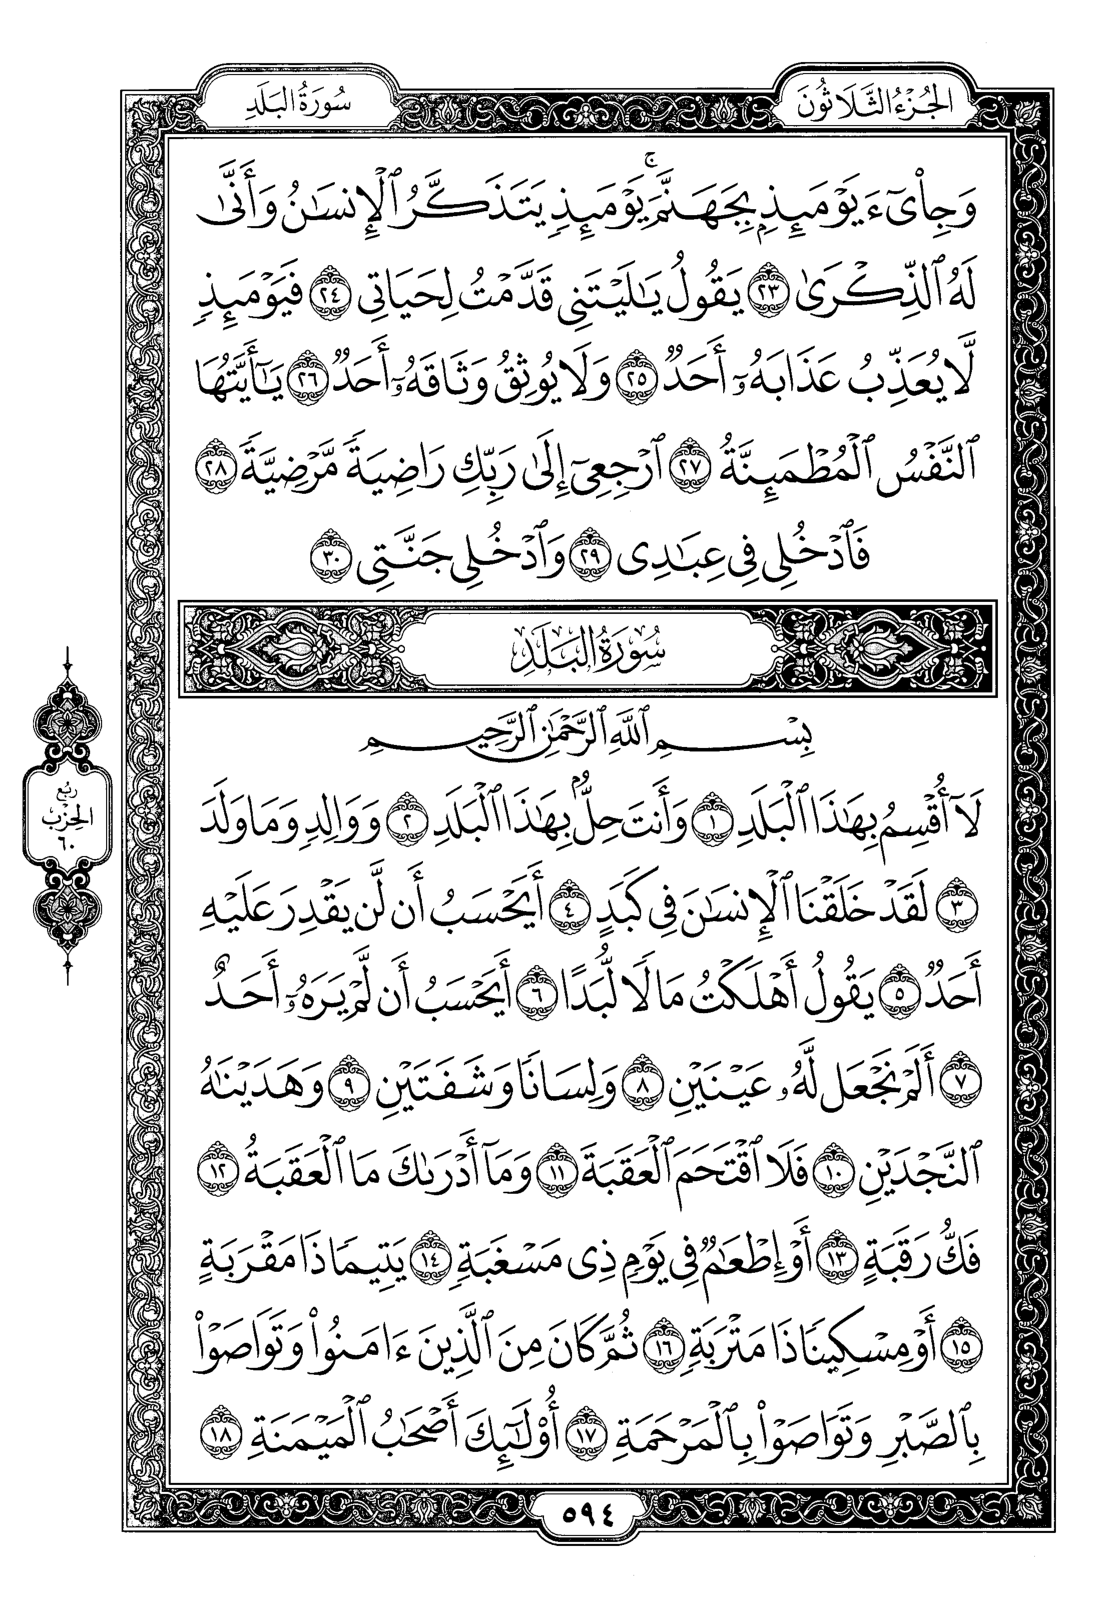 الجُزْءُ الثَّلَاثُونَ
سُورَةُ البَلَدِ
وَجِاْىٓءَ يَوْمَئِذِۭ بِجَهَنَّمَۚ يَوْمَئِذٖ يَتَذَكَّرُ ٱلْإِنسَٰنُ وَأَنَّىٰ
لَهُ ٱلذِّكْرَىٰ ٢٣ يَقُولُ يَٰلَيْتَنِى قَدَّمْتُ لِحَيَاتِى ٢٤ فَيَوْمَئِذٖ
لَّا يُعَذِّبُ عَذَابَهُۥٓ أَحَدٌ ٢٥ وَلَا يُوثِقُ وَثَاقَهُۥٓ أَحَدٌ ٢٦ يَٰٓأَيَّتُهَا
ٱلنَّفْسُ ٱلْمُطْمَئِنَّةُ ٢٧ ٱرْجِعِىٓ إِلَىٰ رَبِّكِ رَاضِيَةً مَّرْضِيَّةً ٢٨
فَٱدْخُلِى فِى عِبَٰدِى ٢٩ وَٱدْخُلِى جَنَّتِى ٣٠
سُورَةُ البَلَدِ
بِسْمِ ٱللَّهِ ٱلرَّحْمَٰنِ ٱلرَّحِيمِ
لَآ أُقْسِمُ بِهَٰذَا ٱلْبَلَدِ ١ وَأَنتَ حِلُّۢ بِهَٰذَا ٱلْبَلَدِ ٢ وَوَالِدٍ وَمَا وَلَدَ
٣ لَقَدْ خَلَقْنَا ٱلْإِنسَٰنَ فِى كَبَدٍ ٤ أَيَحْسَبُ أَن لَّن يَقْدِرَ عَلَيْهِ
أَحَدٌ ٥ يَقُولُ أَهْلَكْتُ مَالًا لُّبَدًا ٦ أَيَحْسَبُ أَن لَّمْ يَرَهُۥٓ أَحَدٌ
٧ أَلَمْ نَجْعَل لَّهُۥ عَيْنَيْنِ ٨ وَلِسَانًا وَشَفَتَيْنِ ٩ وَهَدَيْنَٰهُ
ٱلنَّجْدَيْنِ ١٠ فَلَا ٱقْتَحَمَ ٱلْعَقَبَةَ ١١ وَمَآ أَدْرَىٰكَ مَا ٱلْعَقَبَةُ ١٢
فَكُّ رَقَبَةٍ ١٣ أَوْ إِطْعَٰمٌ فِى يَوْمٍ ذِى مَسْغَبَةٍ ١٤ يَتِيمًا ذَا مَقْرَبَةٍ
١٥ أَوْ مِسْكِينًا ذَا مَتْرَبَةٍ ١٦ ثُمَّ كَانَ مِنَ ٱلَّذِينَ ءَامَنُوا۟ وَتَوَاصَوْا۟
بِٱلصَّبْرِ وَتَوَاصَوْا۟ بِٱلْمَرْحَمَةِ ١٧ أُو۟لَٰٓئِكَ أَصْحَٰبُ ٱلْمَيْمَنَةِ ١٨
رُبْعُ
الحِزْبِ
٦٠
٥٩٤